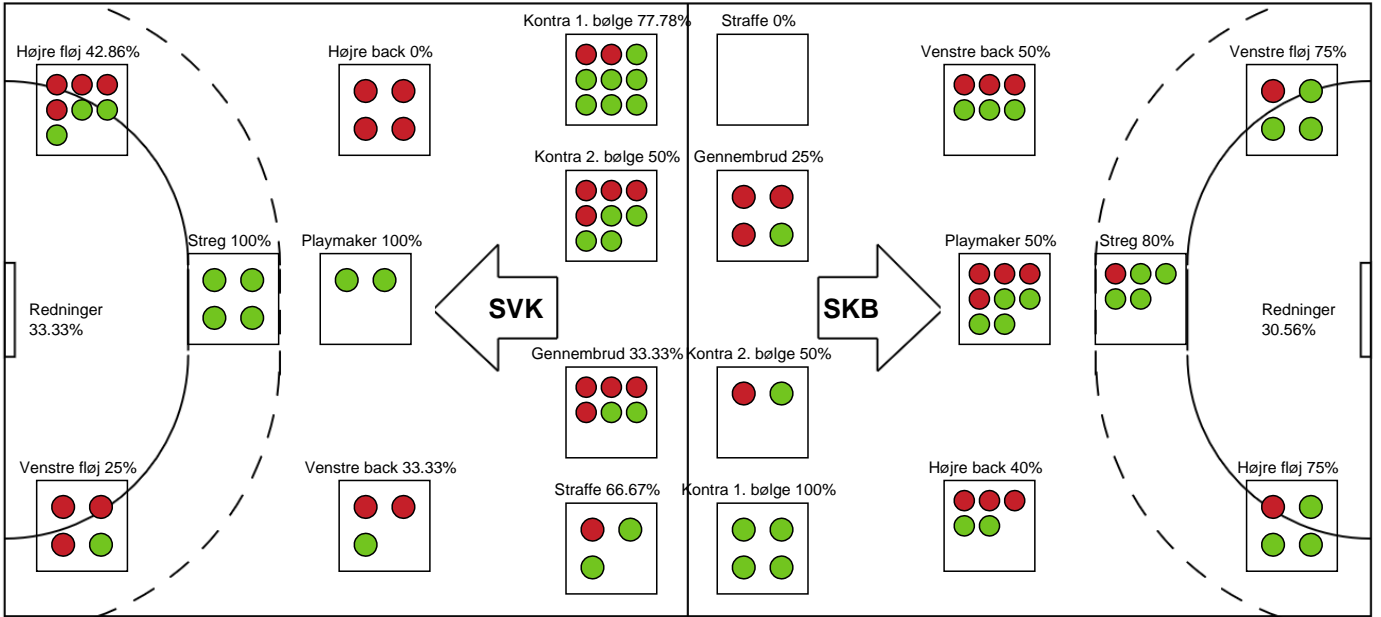 Kontra 1. bølge 77.78%
Straffe 0%
Højre fløj 42.86%
Højre back 0%
Venstre back 50%
Venstre fløj 75%
Kontra 2. bølge 50%
Gennembrud 25%
Streg 100%
Playmaker 100%
Playmaker 50%
Streg 80%
Redninger
33.33%
SVK
SKB
Redninger
30.56%
Gennembrud 33.33%
Kontra 2. bølge 50%
Venstre fløj 25%
Venstre back 33.33%
Højre back 40%
Højre fløj 75%
Straffe 66.67%
Kontra 1. bølge 100%